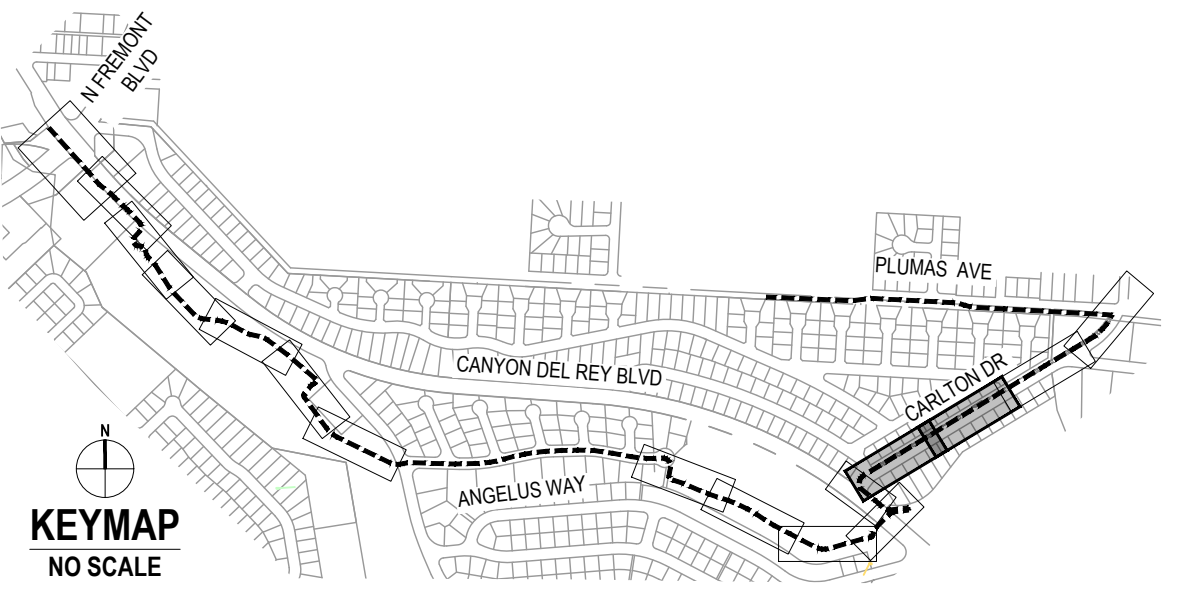 N FREMONT
BLVD
PLUMAS AVE
CANYON DEL REY BLVD
CARLTON DR
ANGELUS WAY
N
KEYMAP
NO SCALE